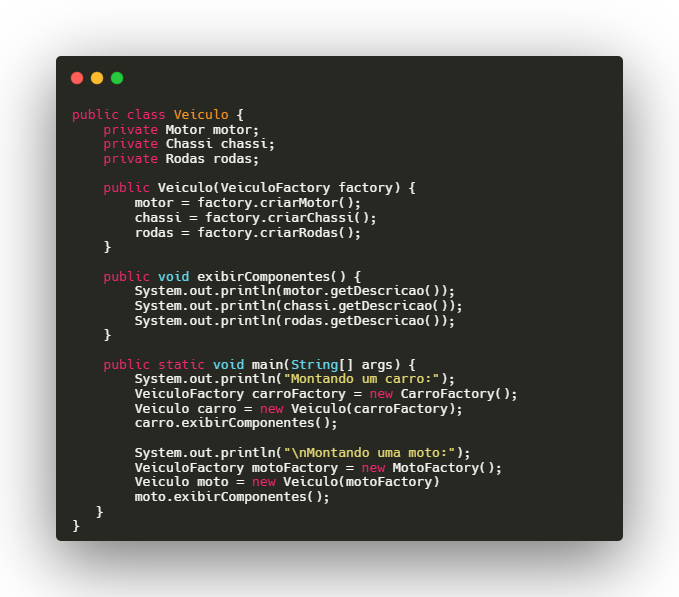 public class Veiculo {
    private Motor motor;
    private Chassi chassi;
    private Rodas rodas;

    public Veiculo(VeiculoFactory factory) {
        motor = factory.criarMotor();
        chassi = factory.criarChassi();
        rodas = factory.criarRodas();
    }

    public void exibirComponentes() {
        System.out.println(motor.getDescricao());
        System.out.println(chassi.getDescricao());
        System.out.println(rodas.getDescricao());
    }

    public static void main(String[] args) {
        System.out.println("Montando um carro:");
        VeiculoFactory carroFactory = new CarroFactory();
        Veiculo carro = new Veiculo(carroFactory);
        carro.exibirComponentes();

        System.out.println("\nMontando uma moto:");
        VeiculoFactory motoFactory = new MotoFactory();
        Veiculo moto = new Veiculo(motoFactory)
        moto.exibirComponentes();
   }
}